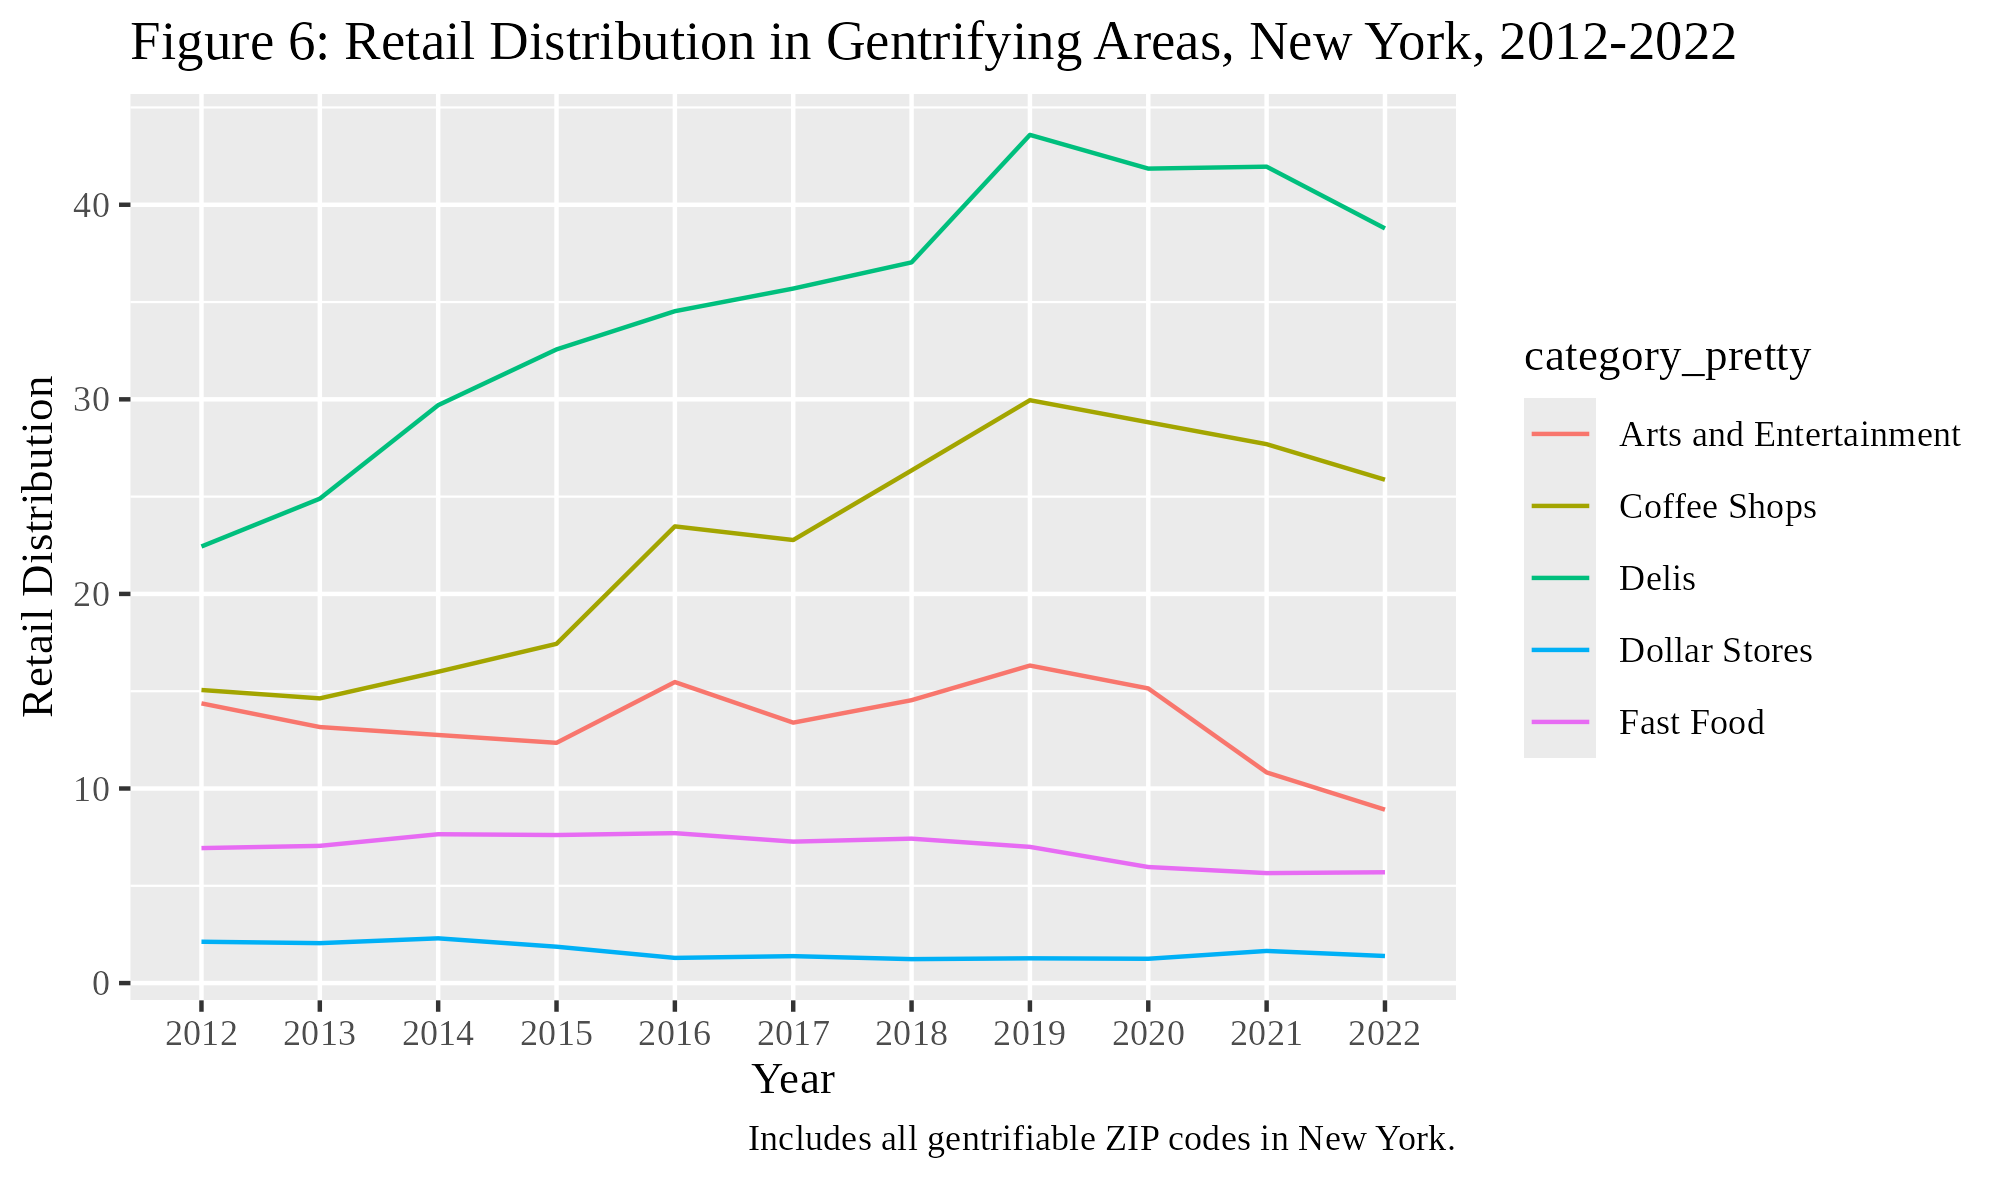 Figure 6: Retail Distribution in Gentrifying Areas, New York, 2012-2022
Retail Distribution
40
30
20
10
0
2012 2013 2014 2015 2016 2017 2018 2019 2020 2021 2022
Year
Includes all gentrifiable ZIP codes in New York.
category_pretty
Arts and Entertainment
Coffee Shops
Delis
Dollar Stores
Fast Food